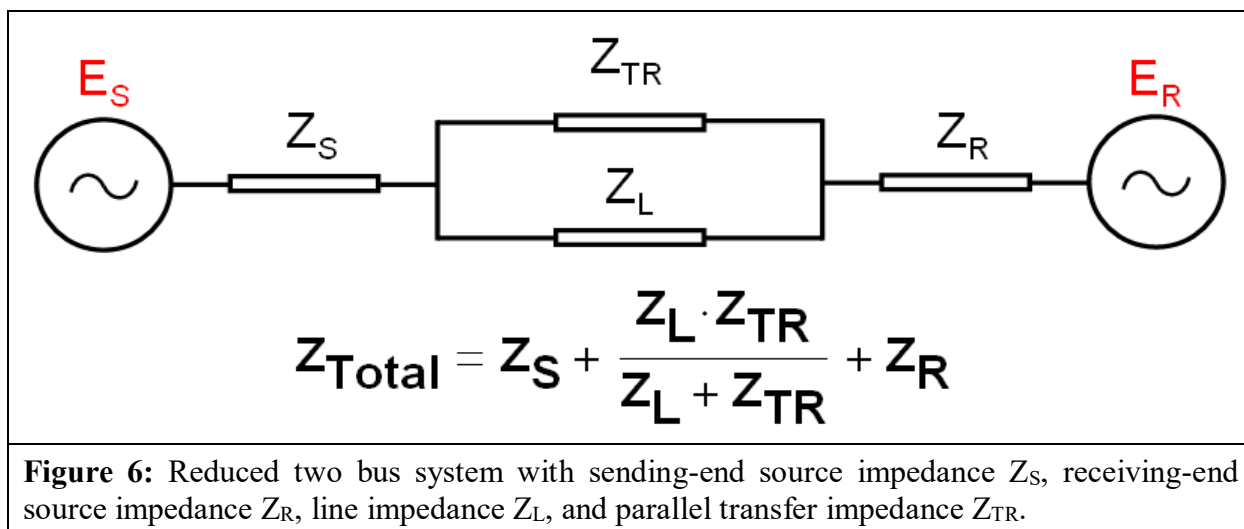 E_S
Z_S
Z_TR
Z_L
Z_R
E_R
Z_Total = Z_S + (Z_L · Z_TR) / (Z_L + Z_TR) + Z_R
Figure 6: Reduced two bus system with sending-end source impedance Z_S, receiving-end
source impedance Z_R, line impedance Z_L, and parallel transfer impedance Z_TR.